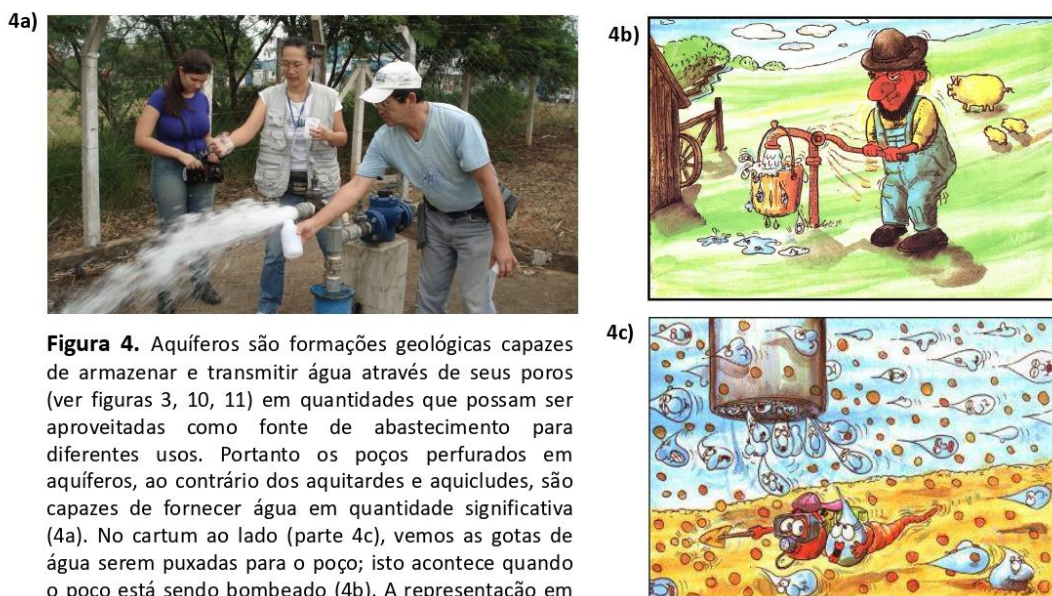 4a)
4b)
4c)
Figura 4. Aquíferos são formações geológicas capazes
de armazenar e transmitir água através de seus poros
(ver figuras 3, 10, 11) em quantidades que possam ser
aproveitadas como fonte de abastecimento para
diferentes usos. Portanto os poços perfurados em
aquíferos, ao contrário dos aquitardes e aquicludes, são
capazes de fornecer água em quantidade significativa
(4a). No cartum ao lado (parte 4c), vemos as gotas de
água serem puxadas para o poço; isto acontece quando
o poço está sendo bombeado (4b). A representação em